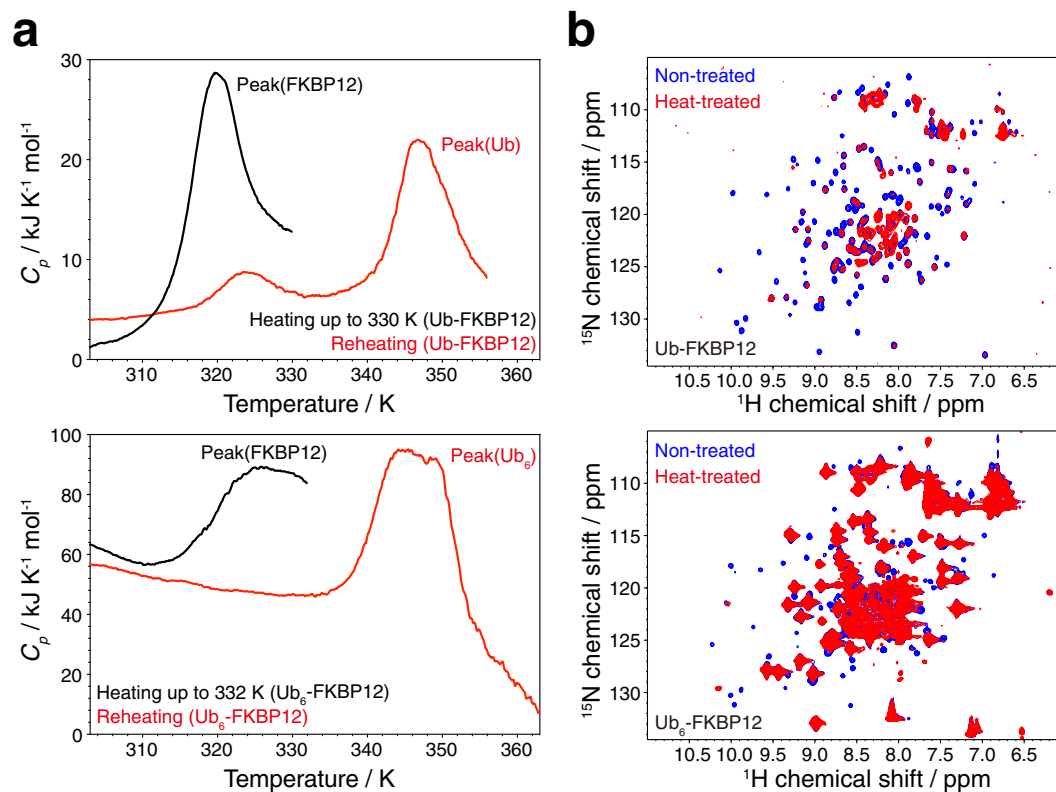 a
30
20
10
0
C_p / kJ K⁻¹ mol⁻¹
Peak(FKBP12)
Peak(Ub)
Heating up to 330 K (Ub-FKBP12)
Reheating (Ub-FKBP12)
310 320 330 340 350 360
Temperature / K
100
80
60
40
20
0
C_p / kJ K⁻¹ mol⁻¹
Peak(FKBP12)
Peak(Ub₆)
Heating up to 332 K (Ub₆-FKBP12)
Reheating (Ub₆-FKBP12)
310 320 330 340 350 360
Temperature / K
b
Non-treated
Heat-treated
110
115
120
125
130
¹⁵N chemical shift / ppm
Ub-FKBP12
10.5 10.0 9.5 9.0 8.5 8.0 7.5 7.0 6.5
¹H chemical shift / ppm
Non-treated
Heat-treated
110
115
120
125
130
¹⁵N chemical shift / ppm
Ub₆-FKBP12
10.5 10.0 9.5 9.0 8.5 8.0 7.5 7.0 6.5
¹H chemical shift / ppm